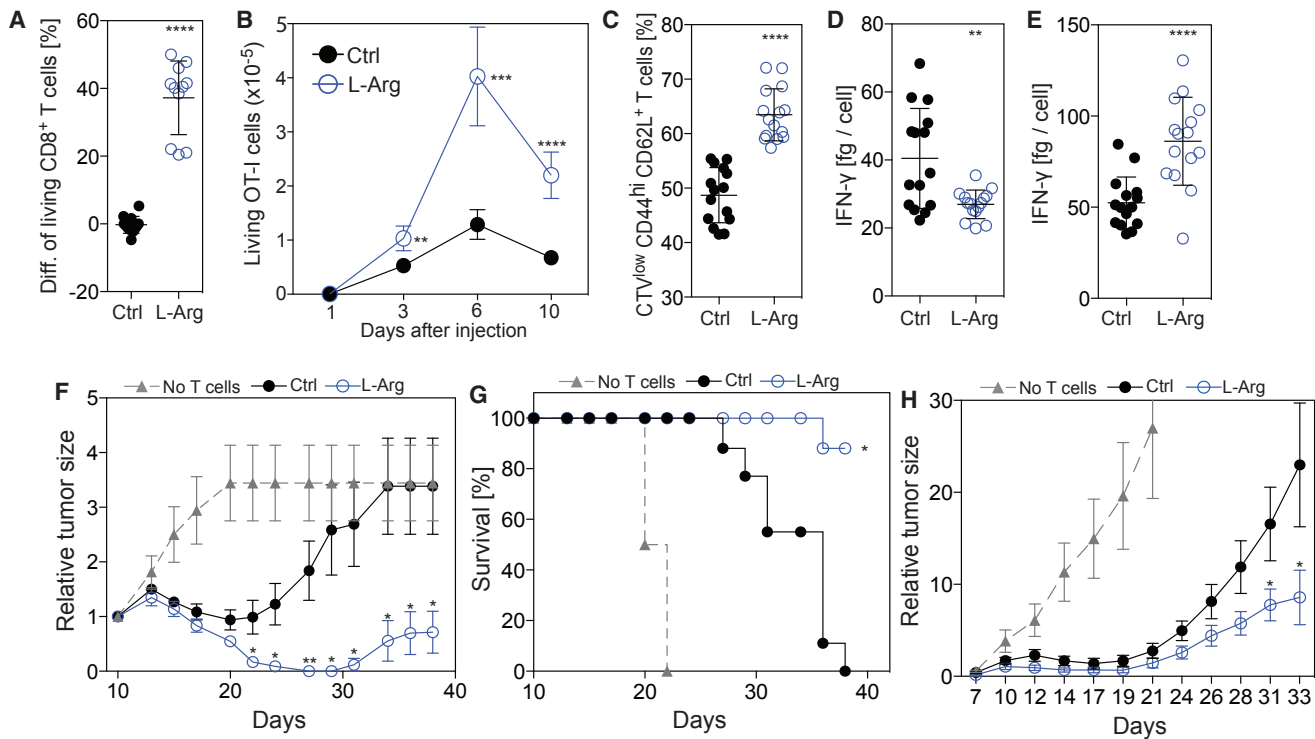 A
Diff. of living CD8+ T cells [%]
60
40
20
0
-20
****
Ctrl
L-Arg
B
Living OT-I cells (x10-5)
5
4
3
2
1
0
Ctrl
L-Arg
**
***
****
1
3
6
10
Days after injection
C
CTVlow CD44hi CD62L+ T cells [%]
80
70
60
50
40
30
****
Ctrl
L-Arg
D
IFN-γ [fg / cell]
80
60
40
20
0
**
Ctrl
L-Arg
E
IFN-γ [fg / cell]
150
100
50
0
****
Ctrl
L-Arg
F
No T cells
Ctrl
L-Arg
Relative tumor size
5
4
3
2
1
0
* * ** * * * * *
10
20
30
40
Days
G
No T cells
Ctrl
L-Arg
Survival [%]
100
80
60
40
20
0
*
10
20
30
40
Days
H
No T cells
Ctrl
L-Arg
Relative tumor size
30
20
10
0
* *
7 10 12 14 17 19 21 24 26 28 31 33
Days